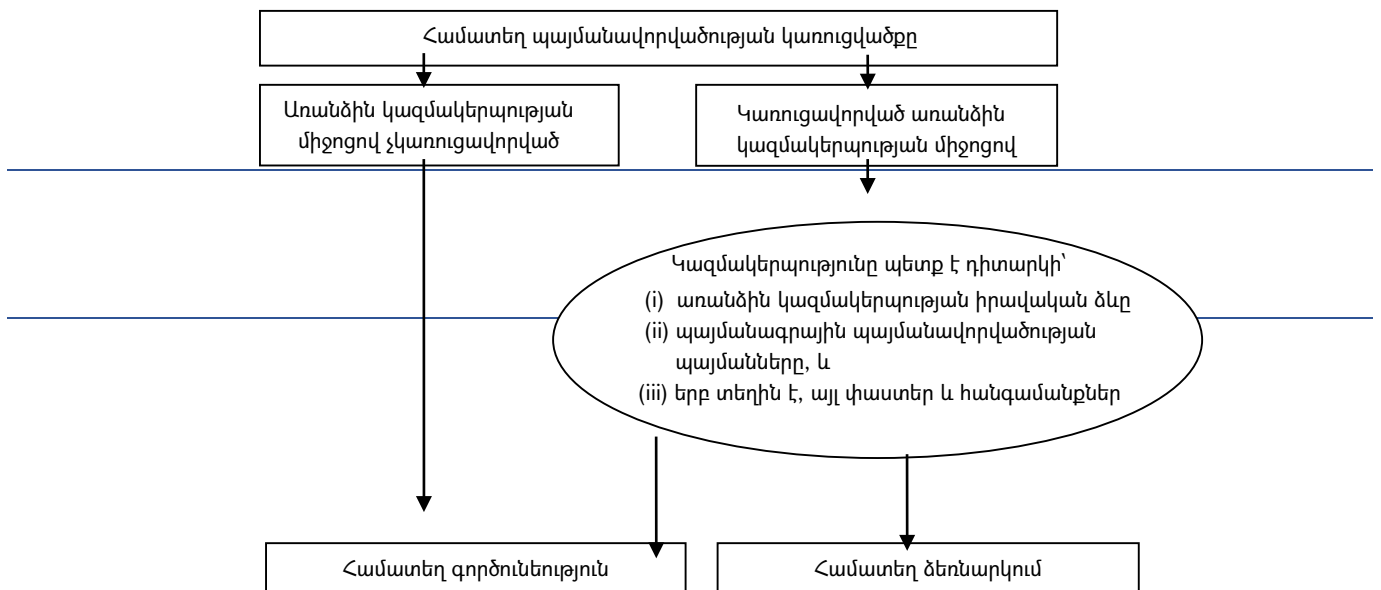 Համատեղ պայմանավորվածության կառուցվածքը
Առանձին կազմակերպության
միջոցով չկառուցավորված
Կառուցավորված առանձին
կազմակերպության միջոցով
Կազմակերպությունը պետք է դիտարկի՝
(i) առանձին կազմակերպության իրավական ձևը
(ii) պայմանագրային պայմանավորվածության
պայմանները, և
(iii) երբ տեղին է, այլ փաստեր և հանգամանքներ
Համատեղ գործունեություն
Համատեղ ձեռնարկում